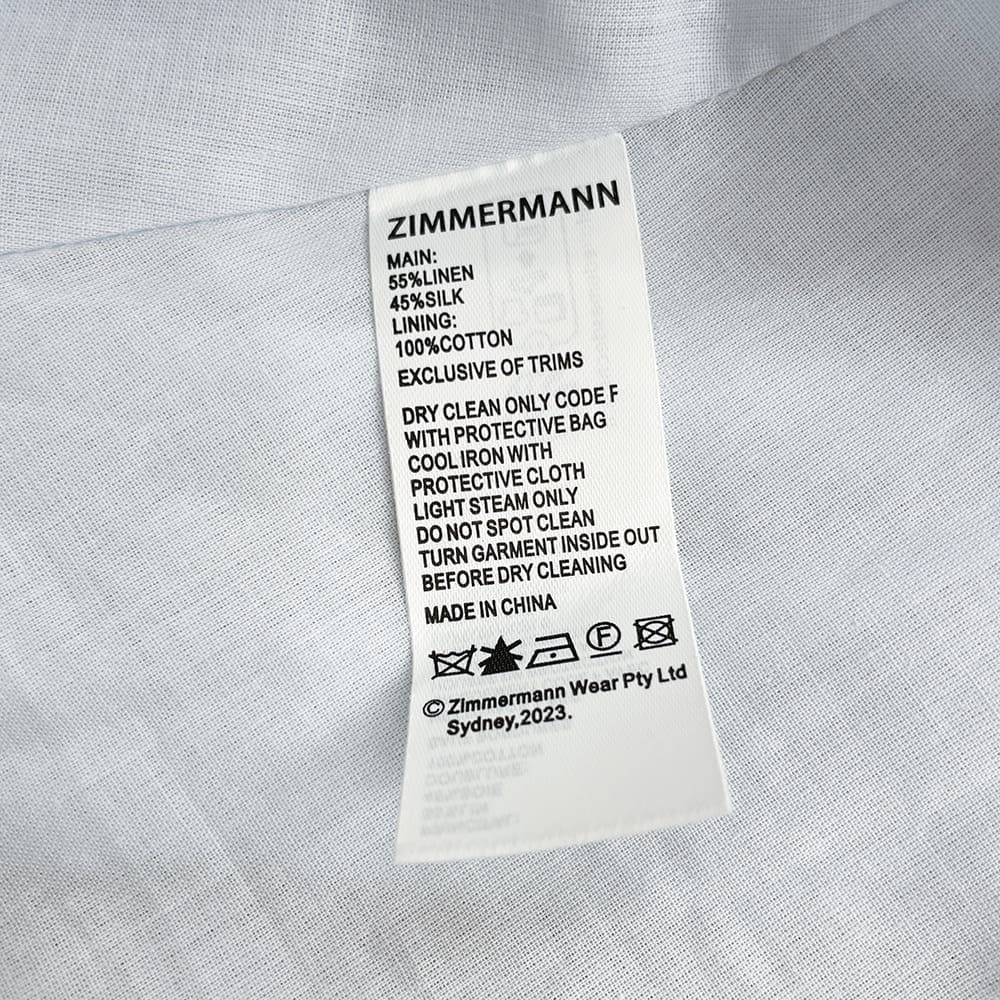 ZIMMERMANN
MAIN:
55%LINEN
45%SILK
LINING:
100%COTTON
EXCLUSIVE OF TRIMS
DRY CLEAN ONLY CODE F
WITH PROTECTIVE BAG
COOL IRON WITH
PROTECTIVE CLOTH
LIGHT STEAM ONLY
DO NOT SPOT CLEAN
TURN GARMENT INSIDE OUT
BEFORE DRY CLEANING
MADE IN CHINA
F
© Zimmermann Wear Pty Ltd
Sydney,2023.